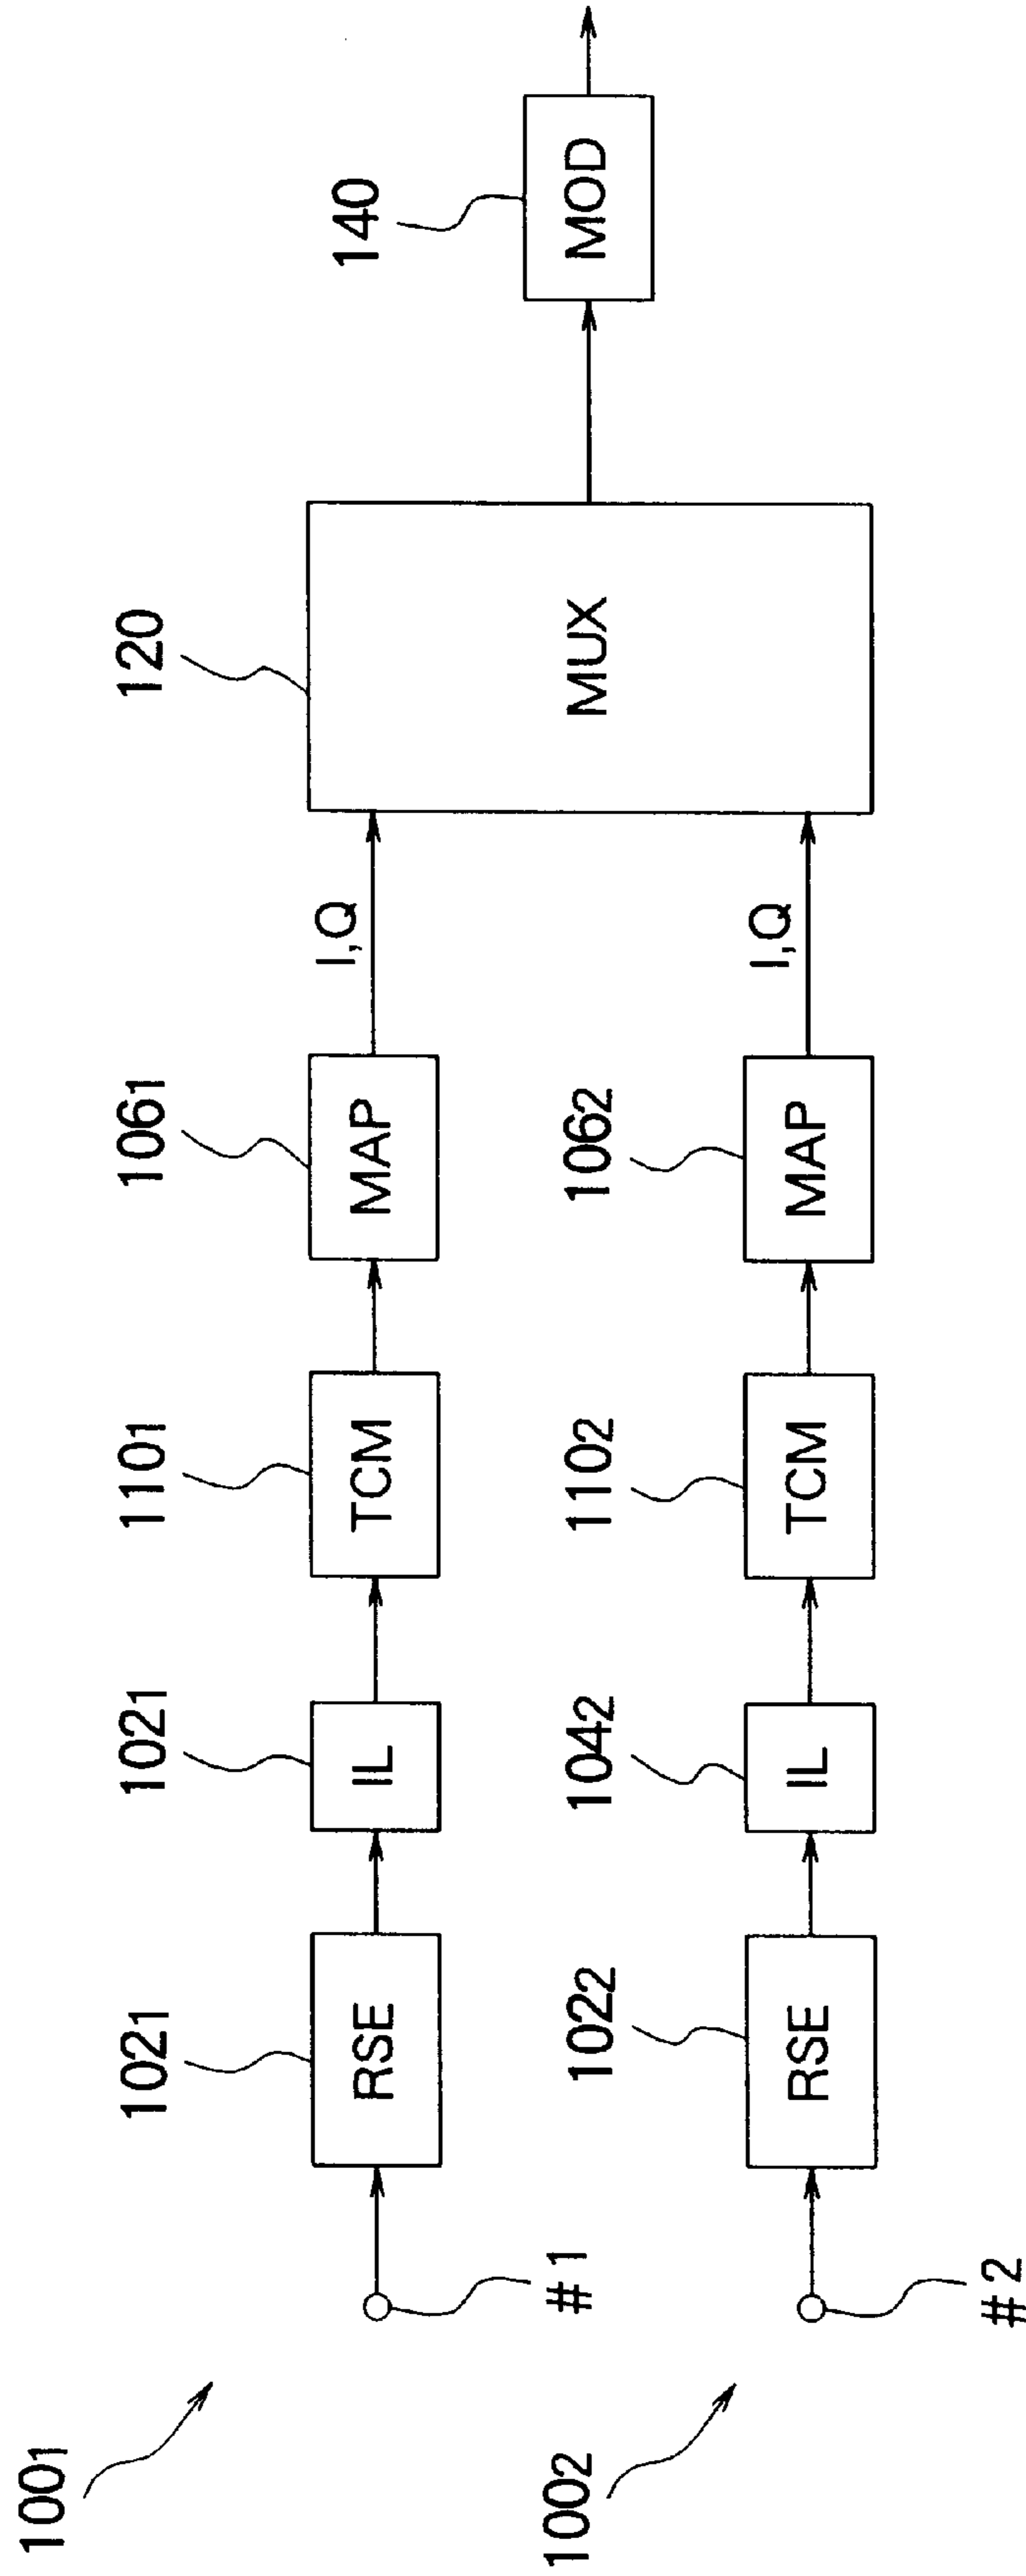 100₁
# 1
102₁
RSE
102₁
IL
110₁
TCM
106₁
MAP
I,Q
120
MUX
140
MOD
100₂
# 2
102₂
RSE
104₂
IL
110₂
TCM
106₂
MAP
I,Q